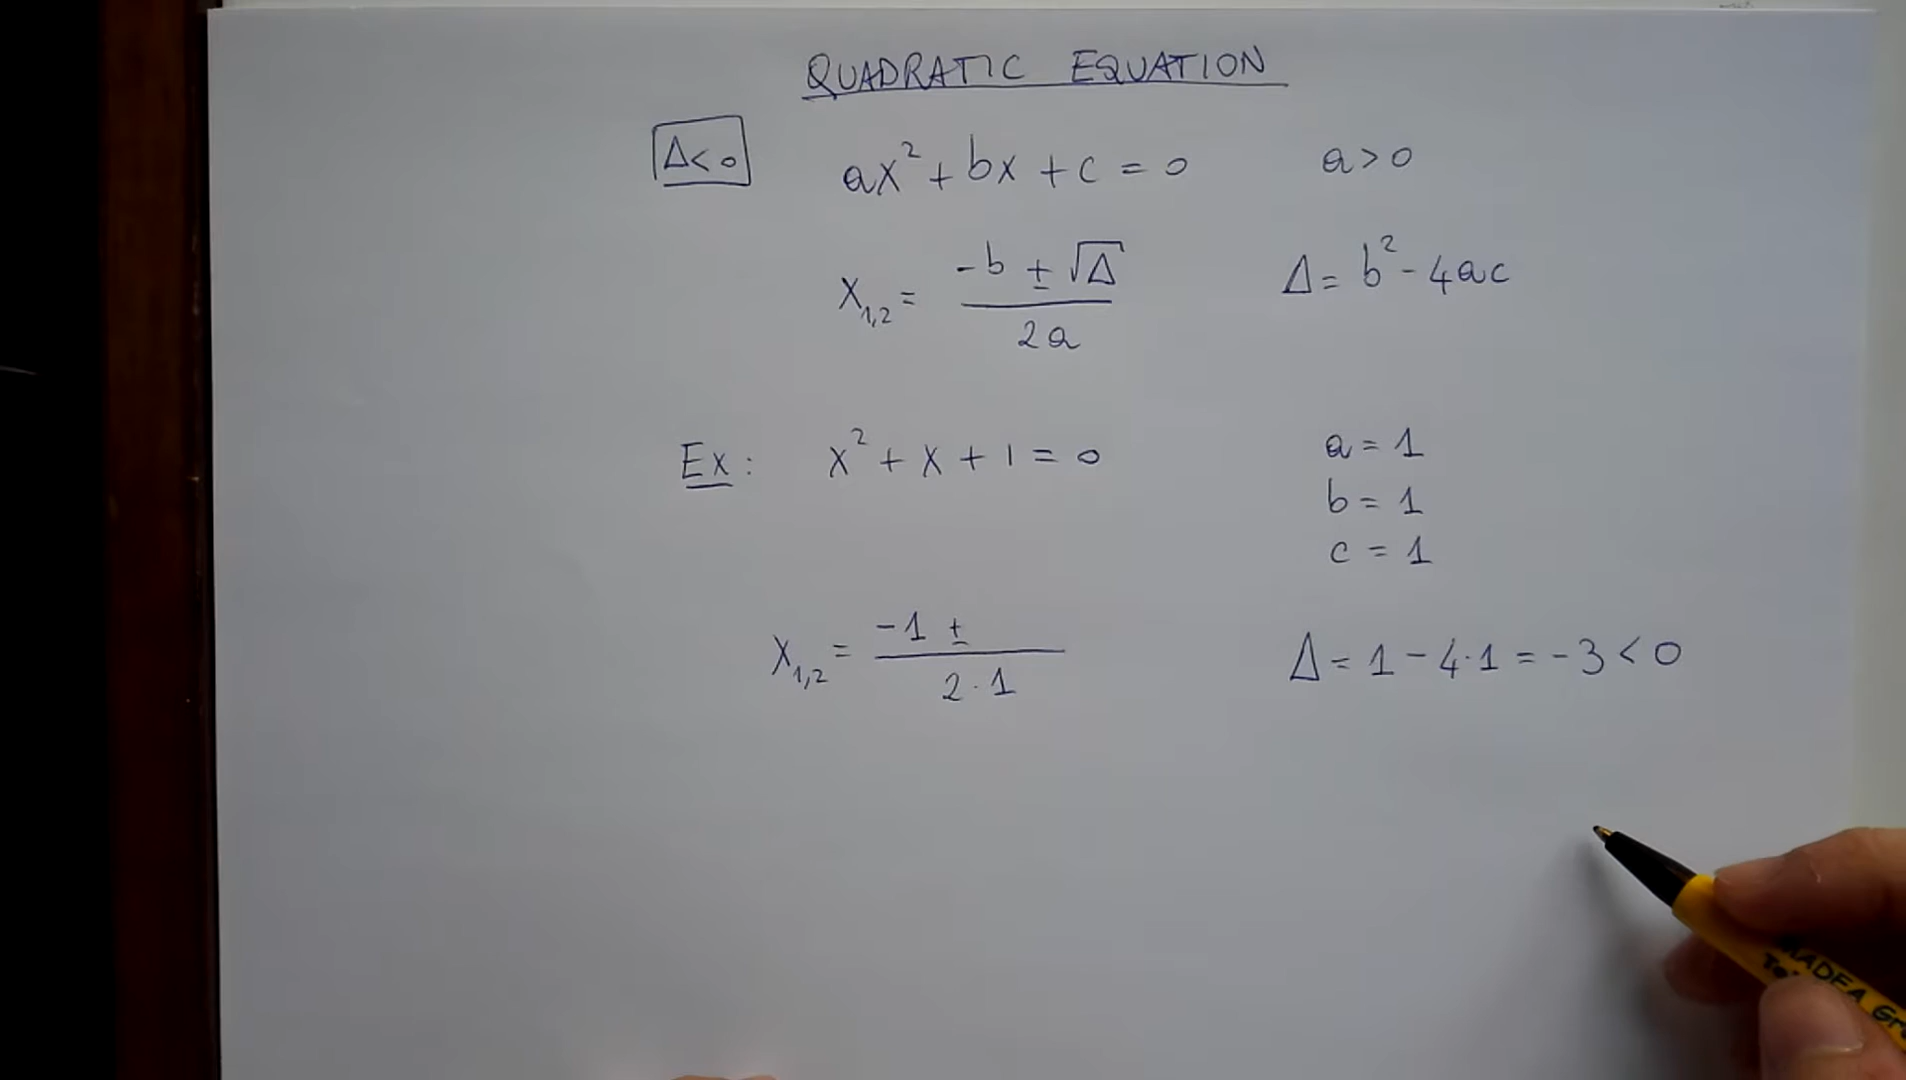 QUADRATIC EQUATION
Δ<0 ax²+bx+c=0 a>0
x₁,₂ = (-b ± √Δ)/(2a) Δ = b² - 4ac
Ex: x²+x+1=0 a=1
b=1
c=1
x₁,₂ = (-1 ±)/(2·1) Δ = 1 - 4·1 = -3 < 0